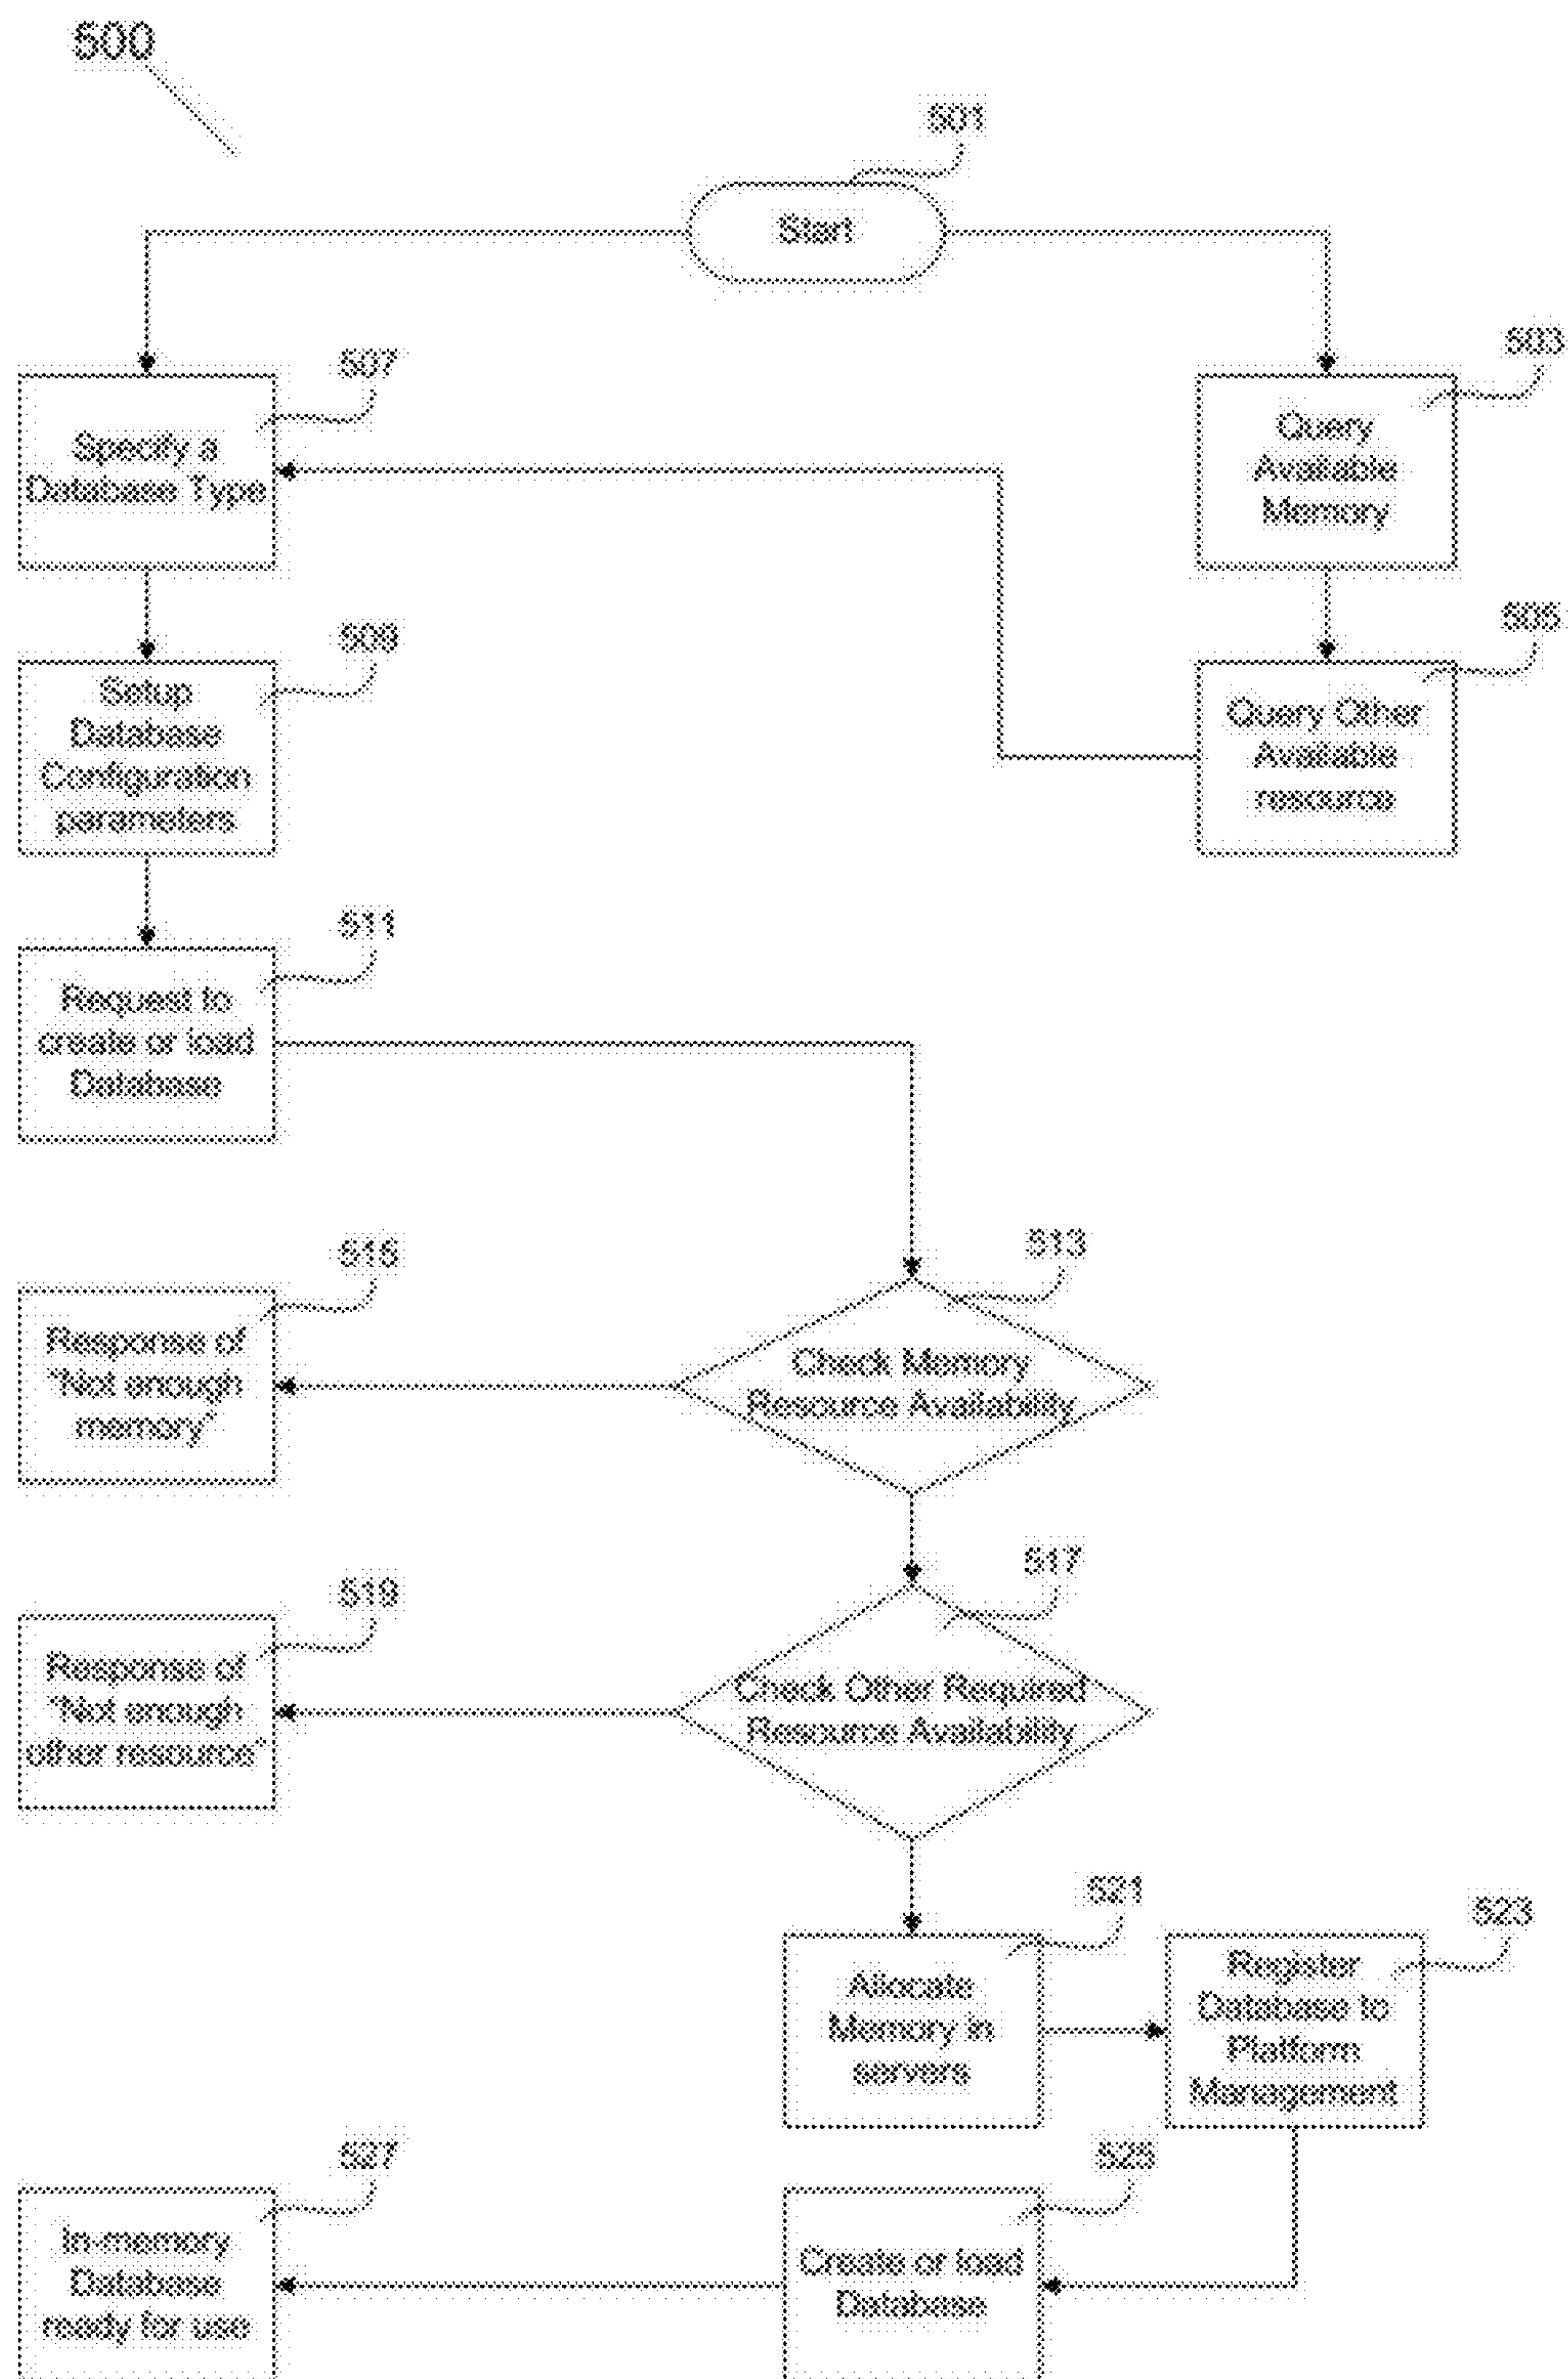 500
501
Start
507
Specify a
Database Type
503
Query
Available
Memory
509
Setup
Database
Configuration
parameters
505
Query Other
Available
resource
511
Request to
create or load
Database
515
Response of
"Not enough
memory"
513
Check Memory
Resource Availability
519
Response of
"Not enough
other resource"
517
Check Other Required
Resource Availability
521
Allocate
Memory in
servers
523
Register
Database to
Platform
Management
527
In-memory
Database
ready for use
525
Create or load
Database